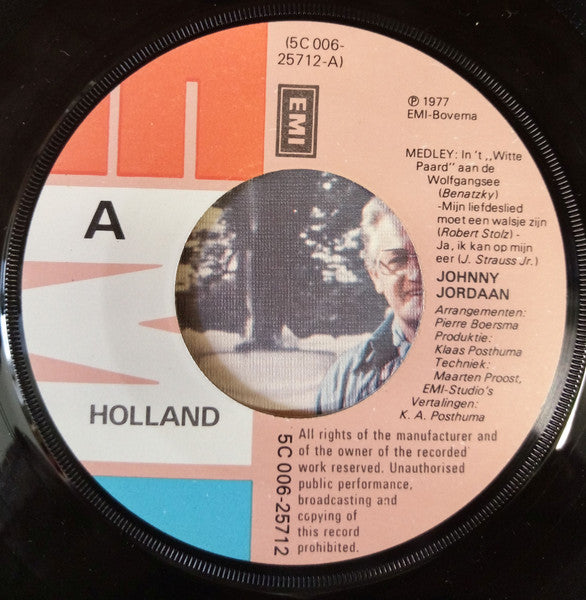 (5C 006-
25712-A)
EMI
℗ 1977
EMI-Bovema
MEDLEY: In 't ,,Witte
Paard" aan de
Wolfgangsee
(Benatzky)
-Mijn liefdeslied
moet een walsje zijn
(Robert Stolz) -
Ja, ik kan op mijn
eer (J. Strauss Jr.)
JOHNNY
JORDAAN
Arrangementen:
Pierre Boersma
Produktie:
Klaas Posthuma
Techniek:
Maarten Proost,
EMI-Studio's
Vertalingen:
K. A. Posthuma
A
HOLLAND
5C 006-25712
All rights of the manufacturer and
of the owner of the recorded
work reserved. Unauthorised
public performance,
broadcasting and
copying of
this record
prohibited.